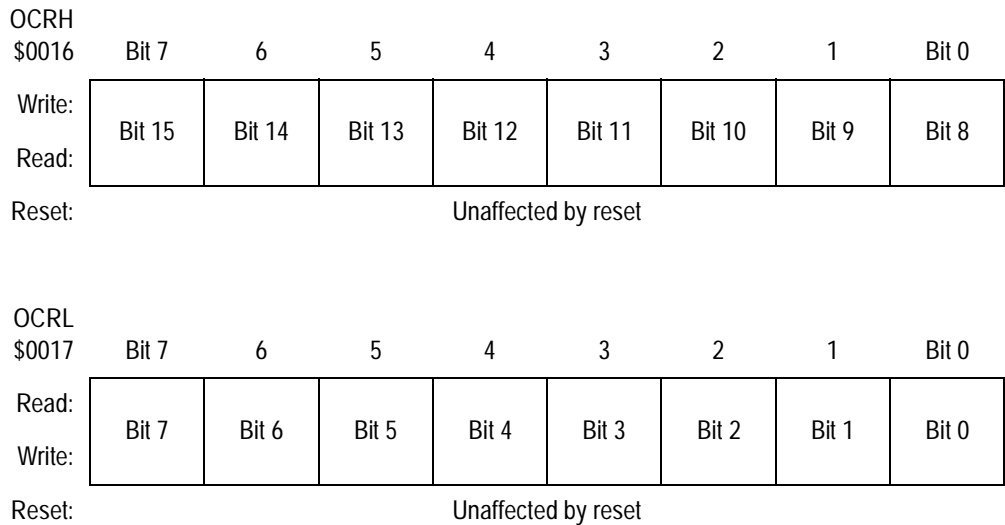 OCRH
$0016 Bit 7 6 5 4 3 2 1 Bit 0
Write:
Bit 15 Bit 14 Bit 13 Bit 12 Bit 11 Bit 10 Bit 9 Bit 8
Read:
Reset: Unaffected by reset
OCRL
$0017 Bit 7 6 5 4 3 2 1 Bit 0
Read:
Bit 7 Bit 6 Bit 5 Bit 4 Bit 3 Bit 2 Bit 1 Bit 0
Write:
Reset: Unaffected by reset